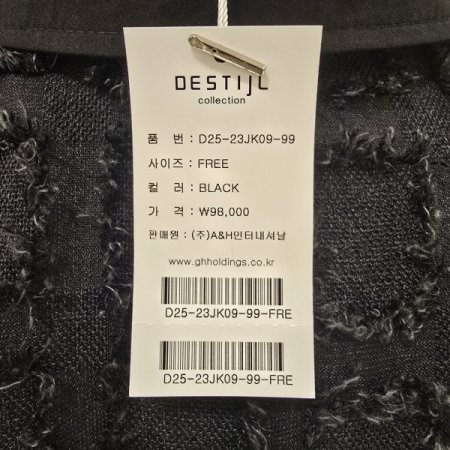 DESTIJL
collection
품 번 : D25-23JK09-99
사이즈 : FREE
컬 러 : BLACK
가 격 : ₩98,000
판매원 : (주)A&H인터내셔날
www.ghholdings.co.kr
D25-23JK09-99-FRE
D25-23JK09-99-FRE